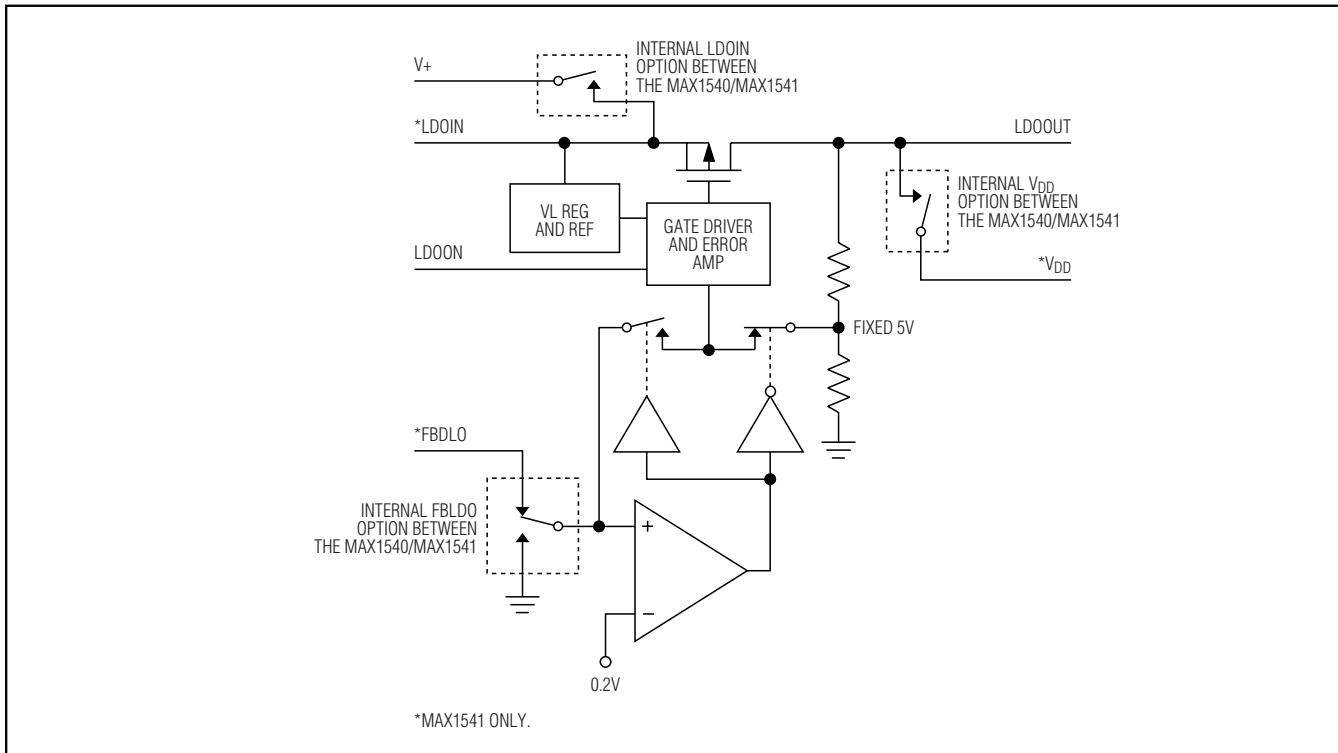 INTERNAL LDOIN
OPTION BETWEEN
THE MAX1540/MAX1541
V+
*LDOIN
LDOOUT
INTERNAL VDD
OPTION BETWEEN
THE MAX1540/MAX1541
VL REG
AND REF
GATE DRIVER
AND ERROR
AMP
LDOON
*VDD
FIXED 5V
*FBDLO
INTERNAL FBLDO
OPTION BETWEEN
THE MAX1540/MAX1541
+
−
0.2V
*MAX1541 ONLY.